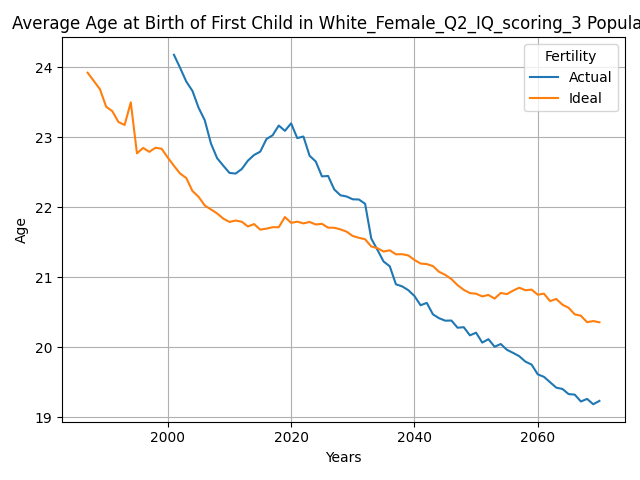 Average Age at Birth of First Child in White_Female_Q2_IQ_scoring_3 Popula
Fertility
Actual
Ideal
Age
24
23
22
21
20
19
2000 2020 2040 2060
Years